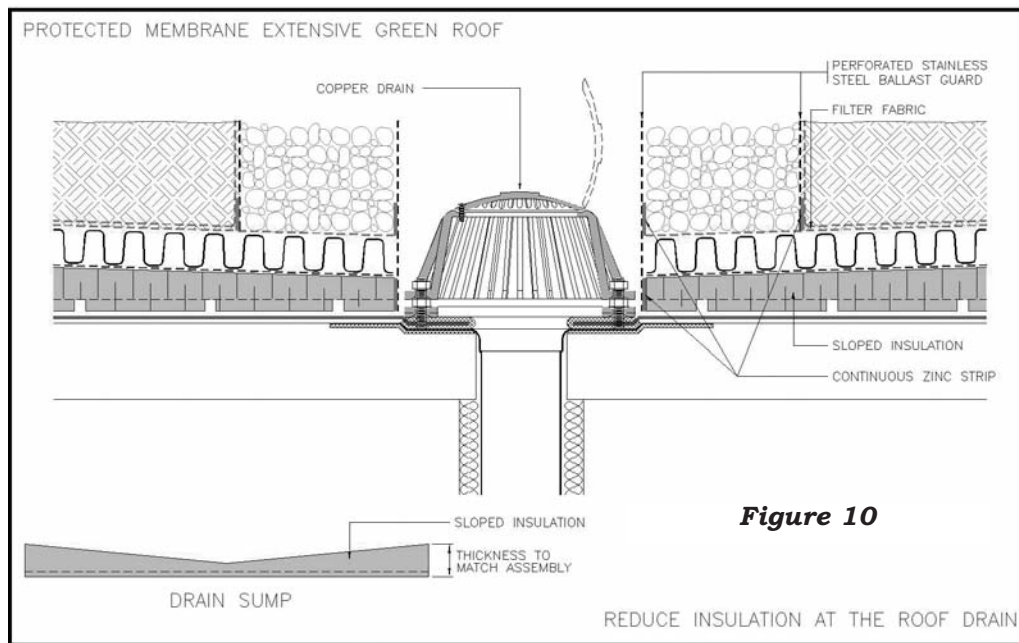 PROTECTED MEMBRANE EXTENSIVE GREEN ROOF
COPPER DRAIN
PERFORATED STAINLESS
STEEL BALLAST GUARD
FILTER FABRIC
SLOPED INSULATION
CONTINUOUS ZINC STRIP
Figure 10
SLOPED INSULATION
THICKNESS TO
MATCH ASSEMBLY
DRAIN SUMP
REDUCE INSULATION AT THE ROOF DRAIN